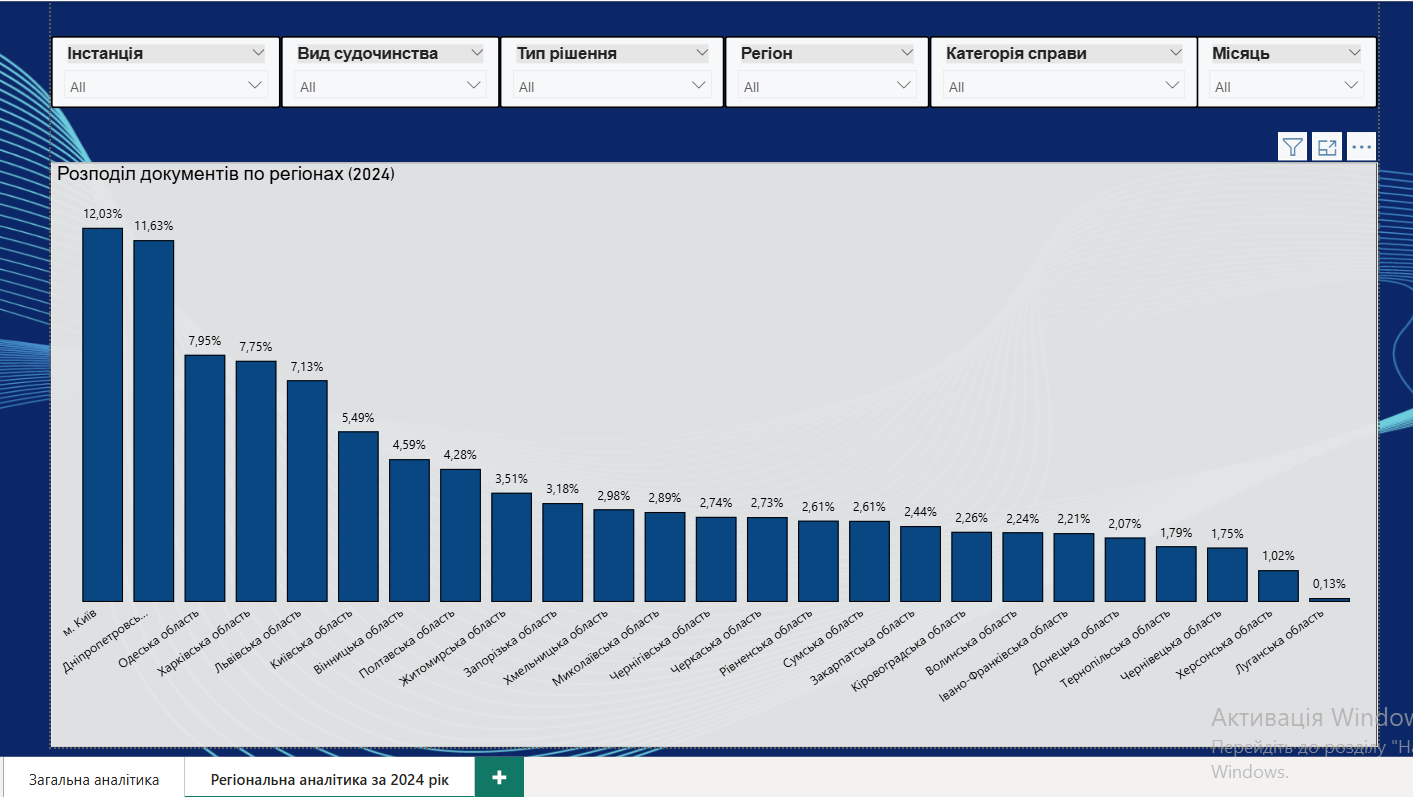 Інстанція
All
Вид судочинства
All
Тип рішення
All
Регіон
All
Категорія справи
All
Місяць
All
Розподіл документів по регіонах (2024)
12,03%
11,63%
7,95%
7,75%
7,13%
5,49%
4,59%
4,28%
3,51%
3,18%
2,98%
2,89%
2,74%
2,73%
2,61%
2,61%
2,44%
2,26%
2,24%
2,21%
2,07%
1,79%
1,75%
1,02%
0,13%
м. Київ
Дніпропетровсь...
Одеська область
Харківська область
Львівська область
Київська область
Вінницька область
Полтавська область
Житомирська область
Запорізька область
Хмельницька область
Миколаївська область
Чернігівська область
Черкаська область
Рівненська область
Сумська область
Закарпатська область
Кіровоградська область
Волинська область
Івано-Франківська область
Донецька область
Тернопільська область
Чернівецька область
Херсонська область
Луганська область
Активація Window
Перейдіть до розділу "На
Windows.
Загальна аналітика
Регіональна аналітика за 2024 рік
+